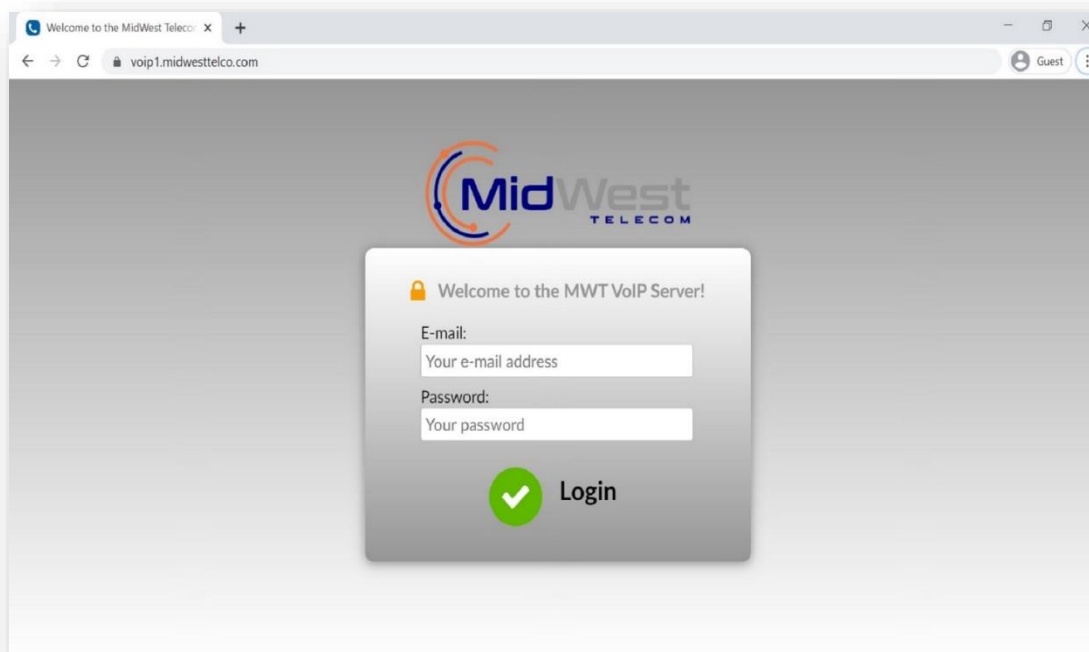 Welcome to the MidWest Teleco
voip1.midwesttelco.com
Guest
MidWest
TELECOM
Welcome to the MWT VoIP Server!
E-mail:
Your e-mail address
Password:
Your password
Login